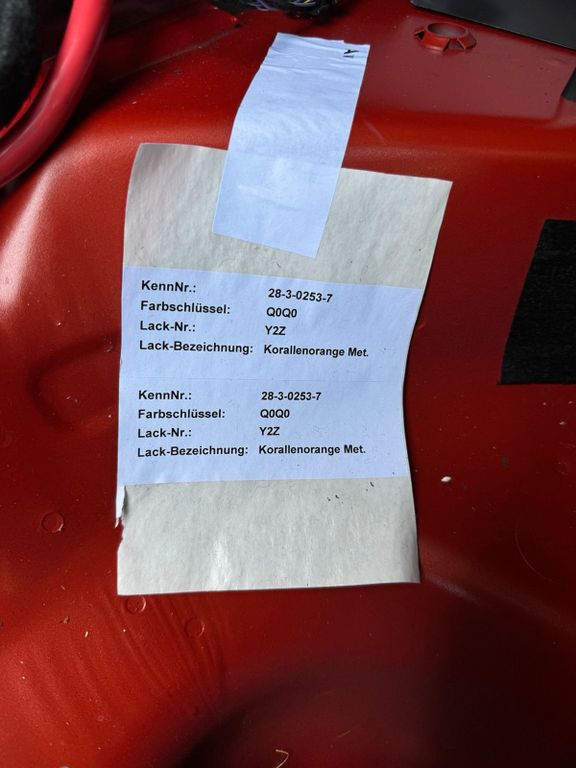 KennNr.: 28-3-0253-7
Farbschlüssel: Q0Q0
Lack-Nr.: Y2Z
Lack-Bezeichnung: Korallenorange Met.
KennNr.: 28-3-0253-7
Farbschlüssel: Q0Q0
Lack-Nr.: Y2Z
Lack-Bezeichnung: Korallenorange Met.